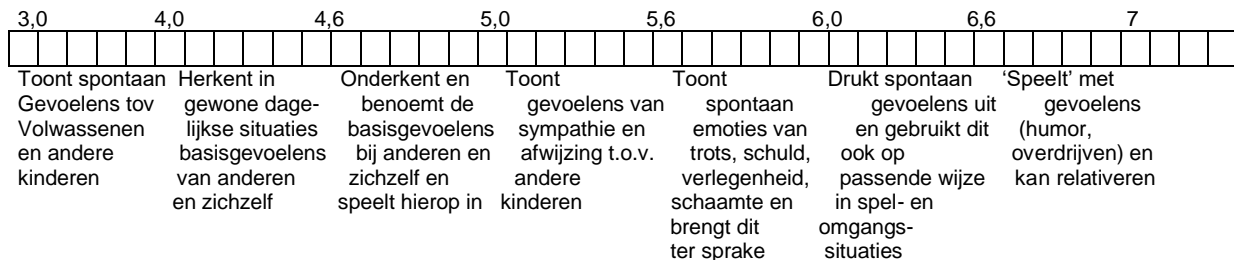 3,0 4,0 4,6 5,0 5,6 6,0 6,6 7
Toont spontaan
Gevoelens tov
Volwassenen
en andere
kinderen
Herkent in
gewone dage-
lijkse situaties
basisgevoelens
van anderen
en zichzelf
Onderkent en
benoemt de
basisgevoelens
bij anderen en
zichzelf en
speelt hierop in
Toont
gevoelens van
sympathie en
afwijzing t.o.v.
andere
kinderen
Toont
spontaan
emoties van
trots, schuld,
verlegenheid,
schaamte en
brengt dit
ter sprake
Drukt spontaan
gevoelens uit
en gebruikt dit
ook op
passende wijze
in spel- en
omgangs-
situaties
‘Speelt’ met
gevoelens
(humor,
overdrijven) en
kan relativeren